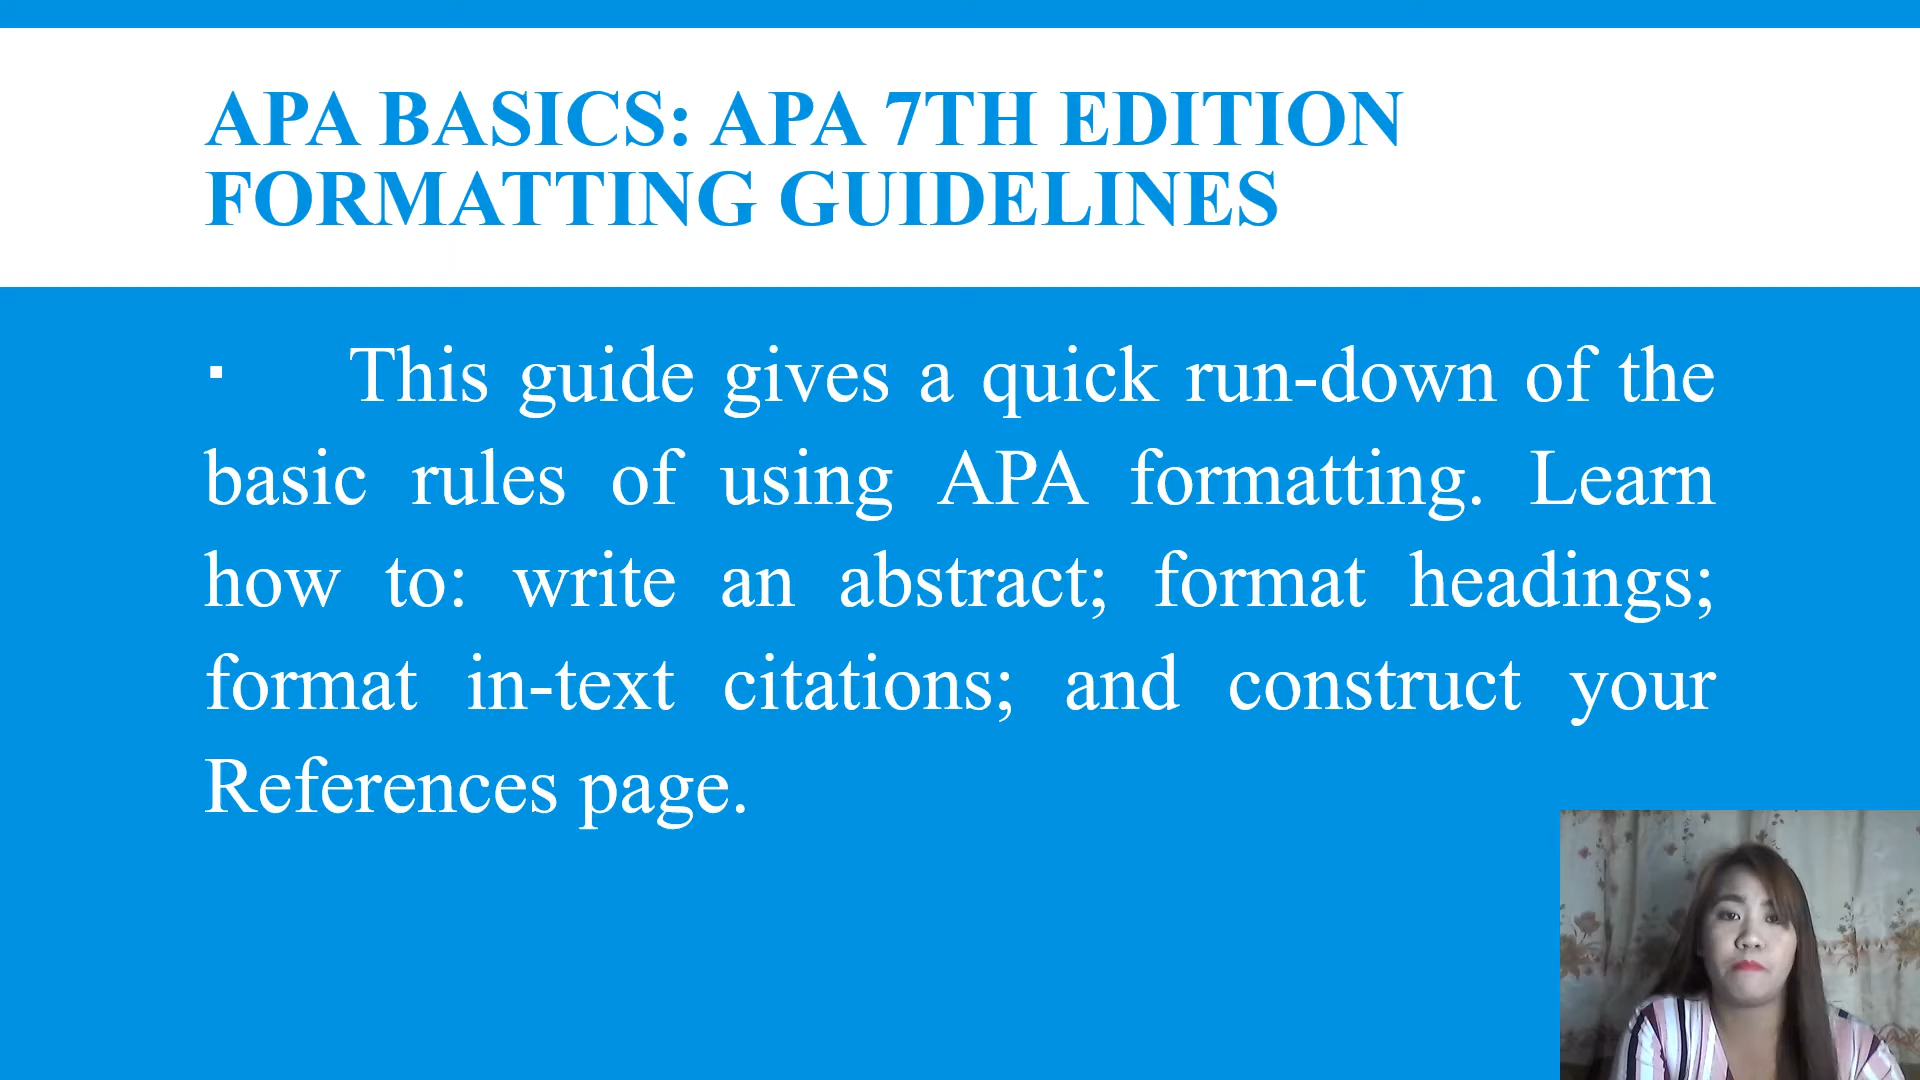 APA BASICS: APA 7TH EDITION
FORMATTING GUIDELINES
▪ This guide gives a quick run-down of the
basic rules of using APA formatting. Learn
how to: write an abstract; format headings;
format in-text citations; and construct your
References page.